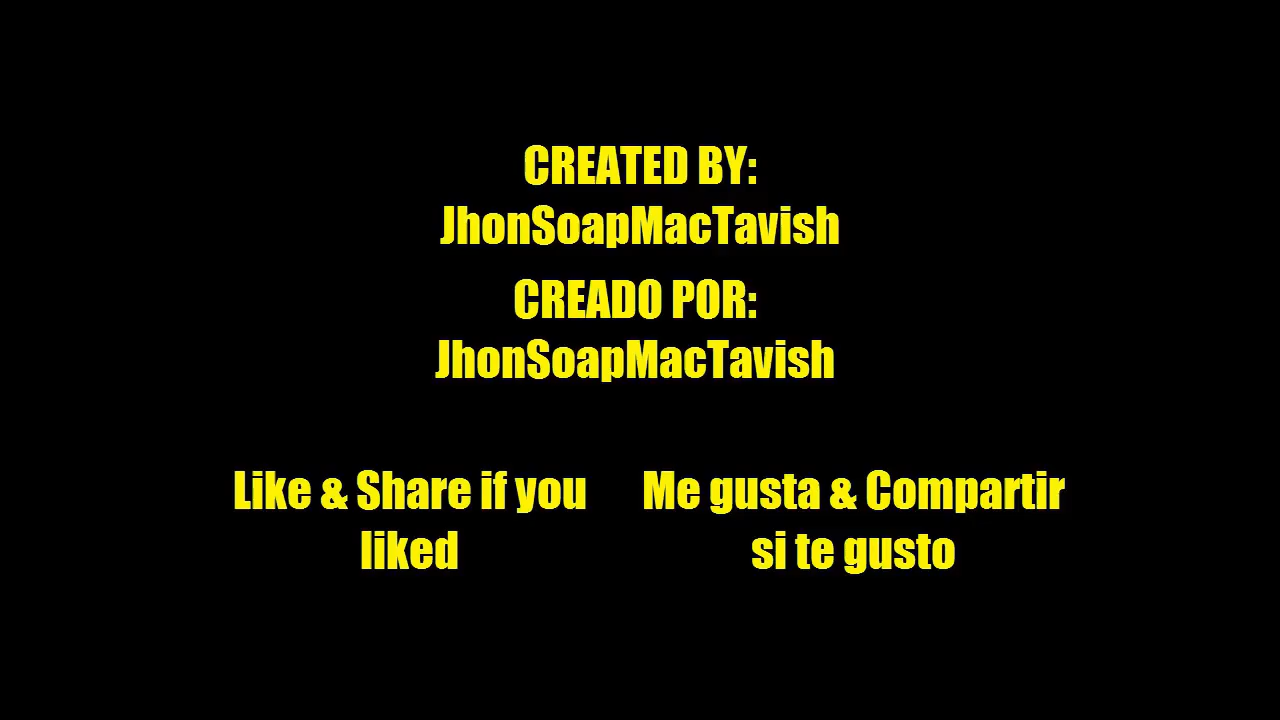 CREATED BY:
JhonSoapMacTavish
CREADO POR:
JhonSoapMacTavish
Like & Share if you
liked
Me gusta & Compartir
si te gusto